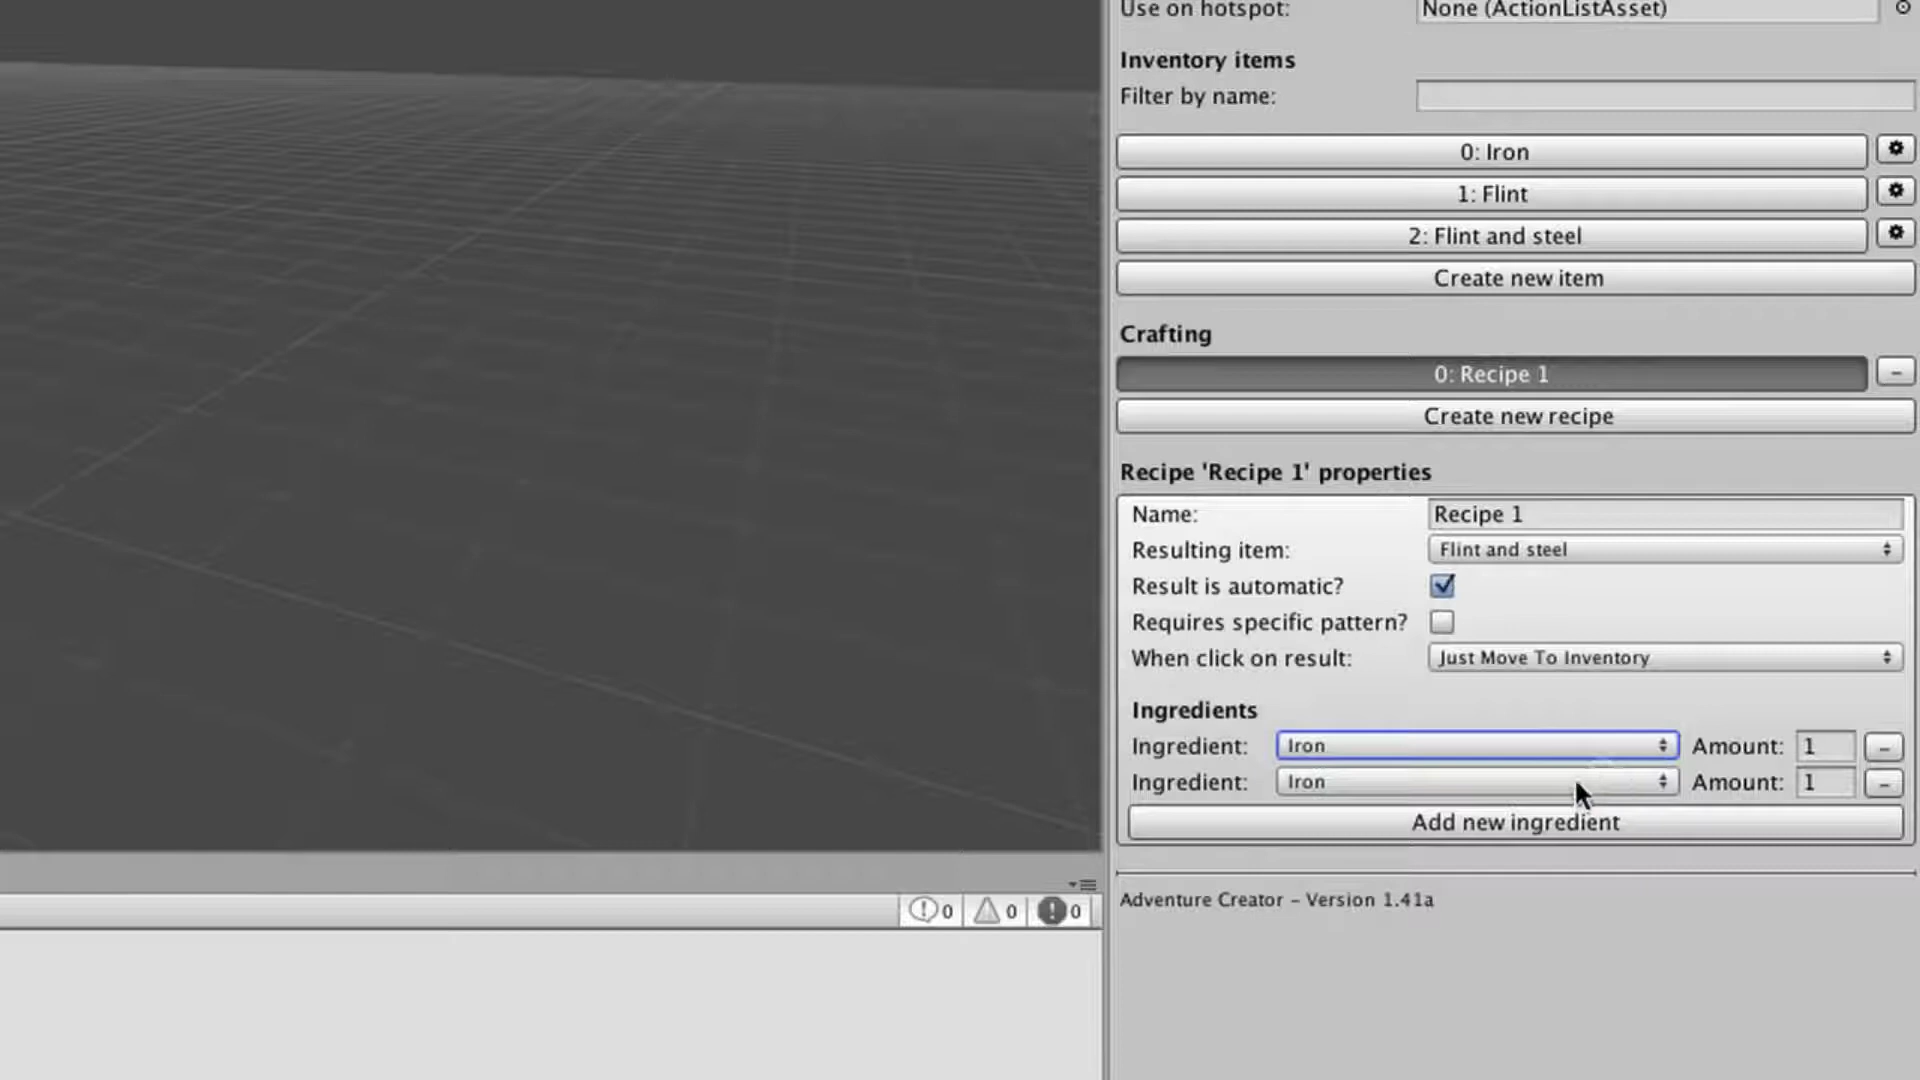 Use on hotspot: None (ActionListAsset)
Inventory items
Filter by name:
0: Iron
1: Flint
2: Flint and steel
Create new item
Crafting
0: Recipe 1 –
Create new recipe
Recipe 'Recipe 1' properties
Name: Recipe 1
Resulting item: Flint and steel
Result is automatic?
Requires specific pattern?
When click on result: Just Move To Inventory
Ingredients
Ingredient: Iron Amount: 1 –
Ingredient: Iron Amount: 1 –
Add new ingredient
Adventure Creator – Version 1.41a
0 0 0